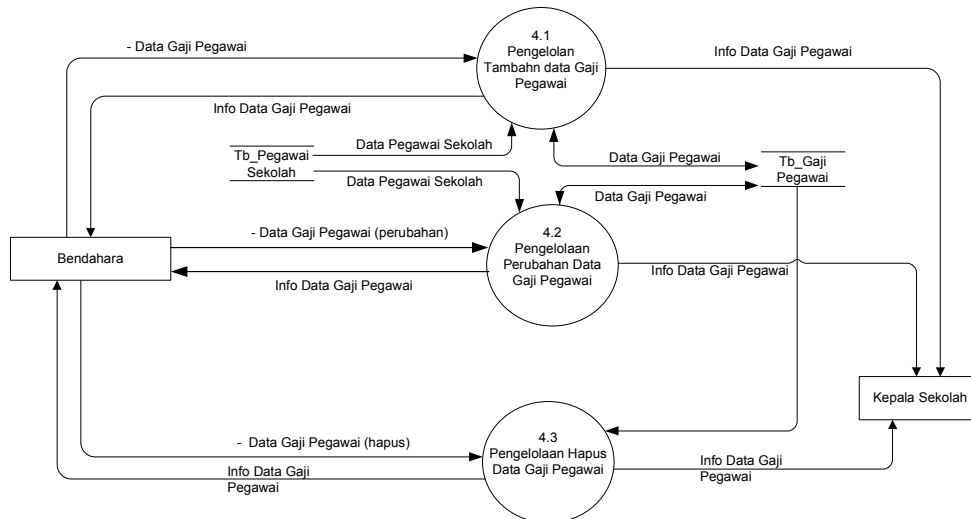 4.1
Pengelolan
Tambahn data Gaji
Pegawai
- Data Gaji Pegawai
Info Data Gaji Pegawai
Info Data Gaji Pegawai
Data Pegawai Sekolah
Tb_Pegawai
Sekolah
Data Pegawai Sekolah
Data Gaji Pegawai
Tb_Gaji
Pegawai
Data Gaji Pegawai
4.2
Pengelolaan
Perubahan Data
Gaji Pegawai
- Data Gaji Pegawai (perubahan)
Bendahara
Info Data Gaji Pegawai
Info Data Gaji Pegawai
Kepala Sekolah
4.3
Pengelolaan Hapus
Data Gaji Pegawai
- Data Gaji Pegawai (hapus)
Info Data Gaji
Pegawai
Info Data Gaji
Pegawai